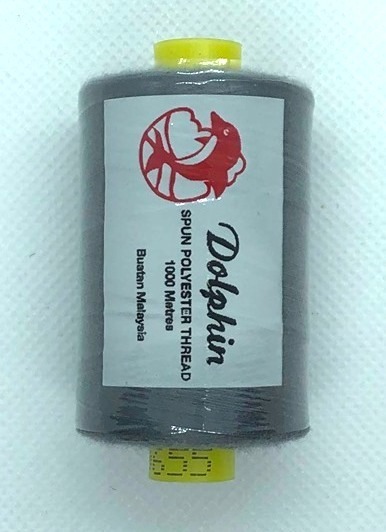 Dolphin
SPUN POLYESTER THREAD
1000 Metres
Buatan Malaysia